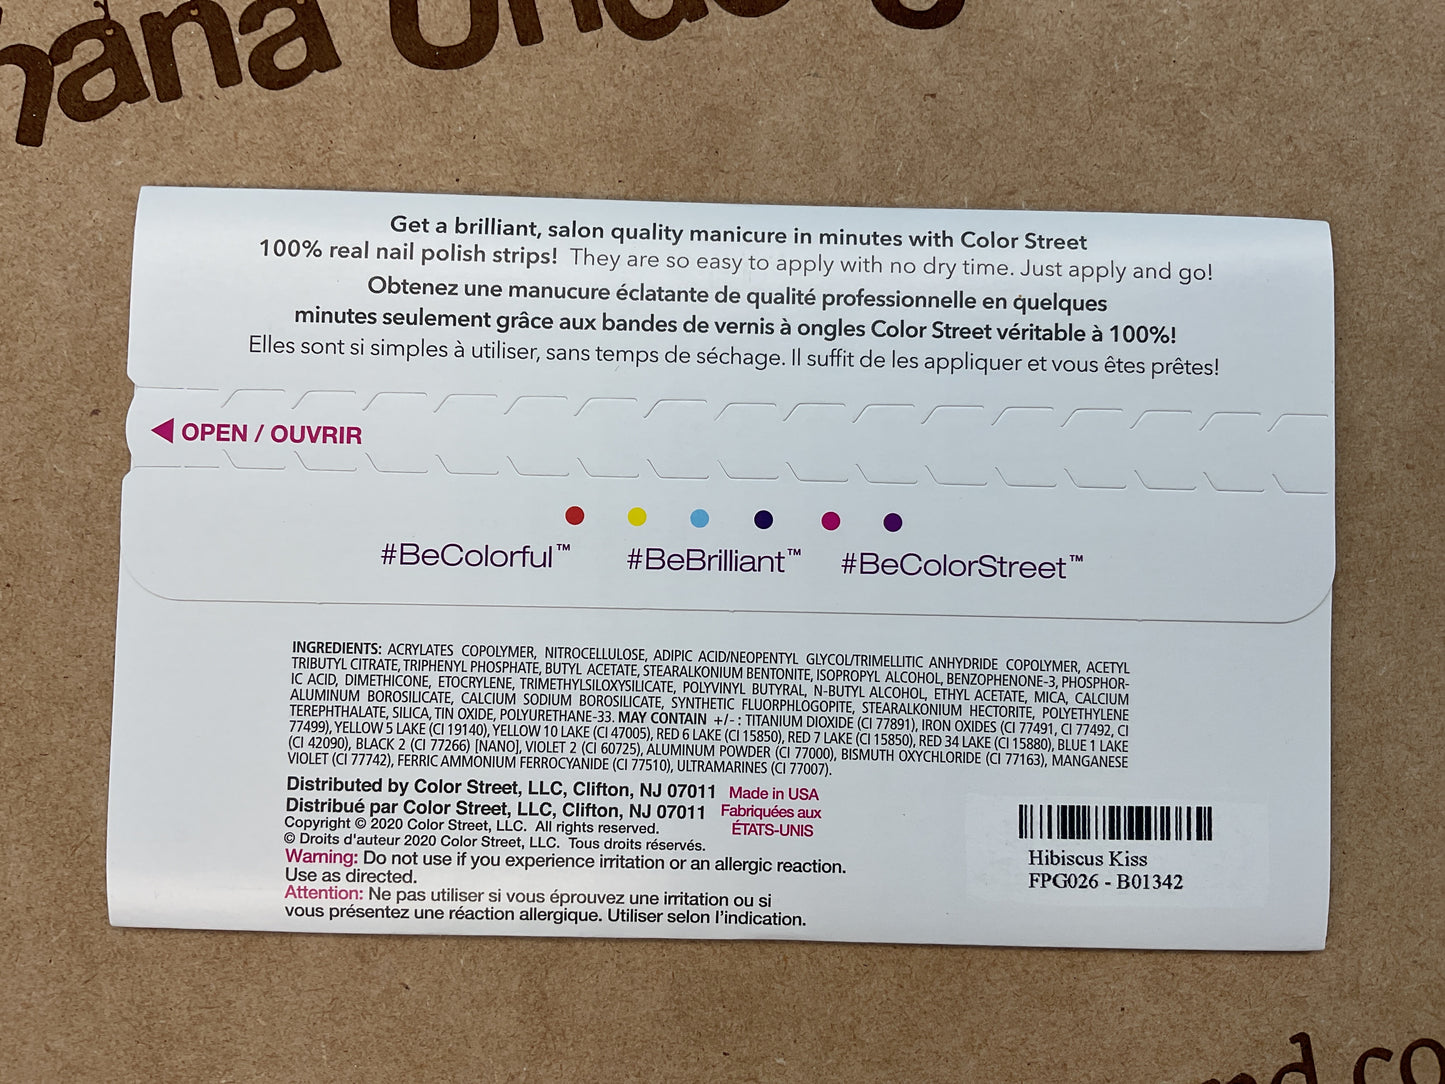 Get a brilliant, salon quality manicure in minutes with Color Street
100% real nail polish strips! They are so easy to apply with no dry time. Just apply and go!
Obtenez une manucure éclatante de qualité professionnelle en quelques
minutes seulement grâce aux bandes de vernis à ongles Color Street véritable à 100%!
Elles sont si simples à utiliser, sans temps de séchage. Il suffit de les appliquer et vous êtes prêtes!
OPEN / OUVRIR
#BeColorful™ #BeBrilliant™ #BeColorStreet™
INGREDIENTS: ACRYLATES COPOLYMER, NITROCELLULOSE, ADIPIC ACID/NEOPENTYL GLYCOL/TRIMELLITIC ANHYDRIDE COPOLYMER, ACETYL
TRIBUTYL CITRATE, TRIPHENYL PHOSPHATE, BUTYL ACETATE, STEARALKONIUM BENTONITE, ISOPROPYL ALCOHOL, BENZOPHENONE-3, PHOSPHOR-
IC ACID, DIMETHICONE, ETOCRYLENE, TRIMETHYLSILOXYSILICATE, POLYVINYL BUTYRAL, N-BUTYL ALCOHOL, ETHYL ACETATE, MICA, CALCIUM
ALUMINUM BOROSILICATE, CALCIUM SODIUM BOROSILICATE, SYNTHETIC FLUORPHLOGOPITE, STEARALKONIUM HECTORITE, POLYETHYLENE
TEREPHTHALATE, SILICA, TIN OXIDE, POLYURETHANE-33. MAY CONTAIN +/- : TITANIUM DIOXIDE (CI 77891), IRON OXIDES (CI 77491, CI 77492, CI
77499), YELLOW 5 LAKE (CI 19140), YELLOW 10 LAKE (CI 47005), RED 6 LAKE (CI 15850), RED 7 LAKE (CI 15850), RED 34 LAKE (CI 15880), BLUE 1 LAKE
(CI 42090), BLACK 2 (CI 77266) [NANO], VIOLET 2 (CI 60725), ALUMINUM POWDER (CI 77000), BISMUTH OXYCHLORIDE (CI 77163), MANGANESE
VIOLET (CI 77742), FERRIC AMMONIUM FERROCYANIDE (CI 77510), ULTRAMARINES (CI 77007).
Distributed by Color Street, LLC, Clifton, NJ 07011
Distribué par Color Street, LLC, Clifton, NJ 07011
Made in USA
Fabriquées aux
ÉTATS-UNIS
Copyright © 2020 Color Street, LLC. All rights reserved.
© Droits d'auteur 2020 Color Street, LLC. Tous droits réservés.
Warning: Do not use if you experience irritation or an allergic reaction.
Use as directed.
Attention: Ne pas utiliser si vous éprouvez une irritation ou si
vous présentez une réaction allergique. Utiliser selon l'indication.
Hibiscus Kiss
FPG026 - B01342